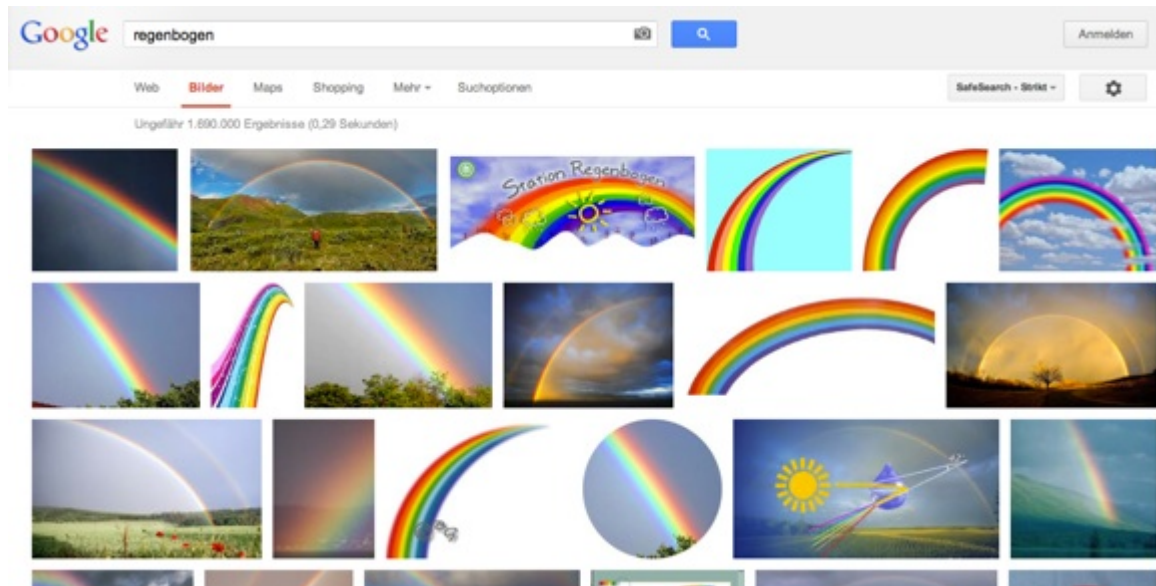 Google regenbogen Anmelden
Web Bilder Maps Shopping Mehr Suchoptionen SafeSearch - Strikt
Ungefähr 1.690.000 Ergebnisse (0,29 Sekunden)
Station Regenbogen